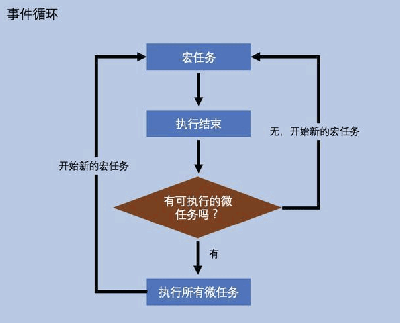 事件循环
宏任务
执行结束
无，开始新的宏任务
开始新的宏任务
有可执行的微
任务吗？
有
执行所有微任务